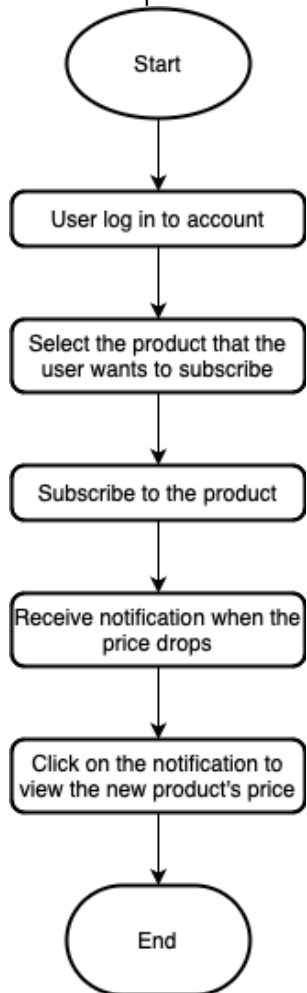 Start
User log in to account
Select the product that the
user wants to subscribe
Subscribe to the product
Receive notification when the
price drops
Click on the notification to
view the new product's price
End